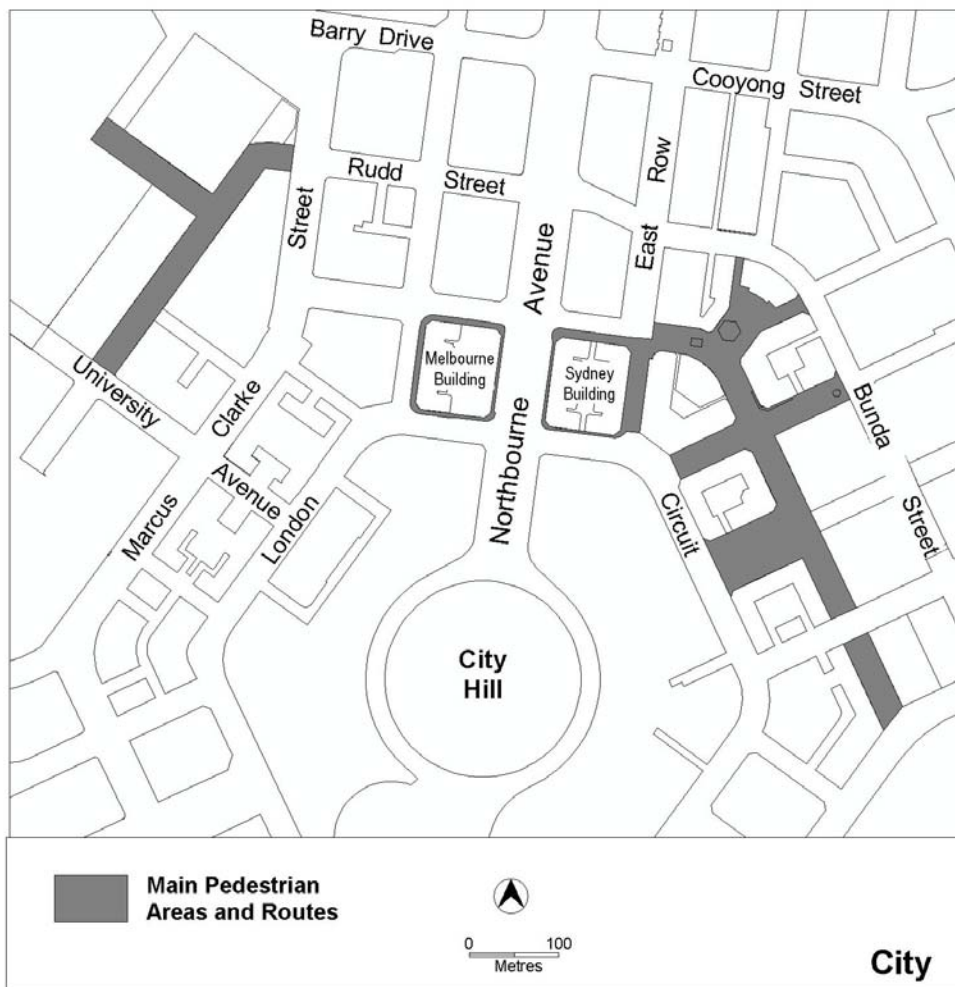 Barry Drive
Cooyong Street
Rudd Street
East Row
Street
Northbourne Avenue
Melbourne
Building
Sydney
Building
University Avenue
Marcus Clarke
London
Circuit
Bunda Street
City
Hill
Main Pedestrian
Areas and Routes
0 100
Metres
City